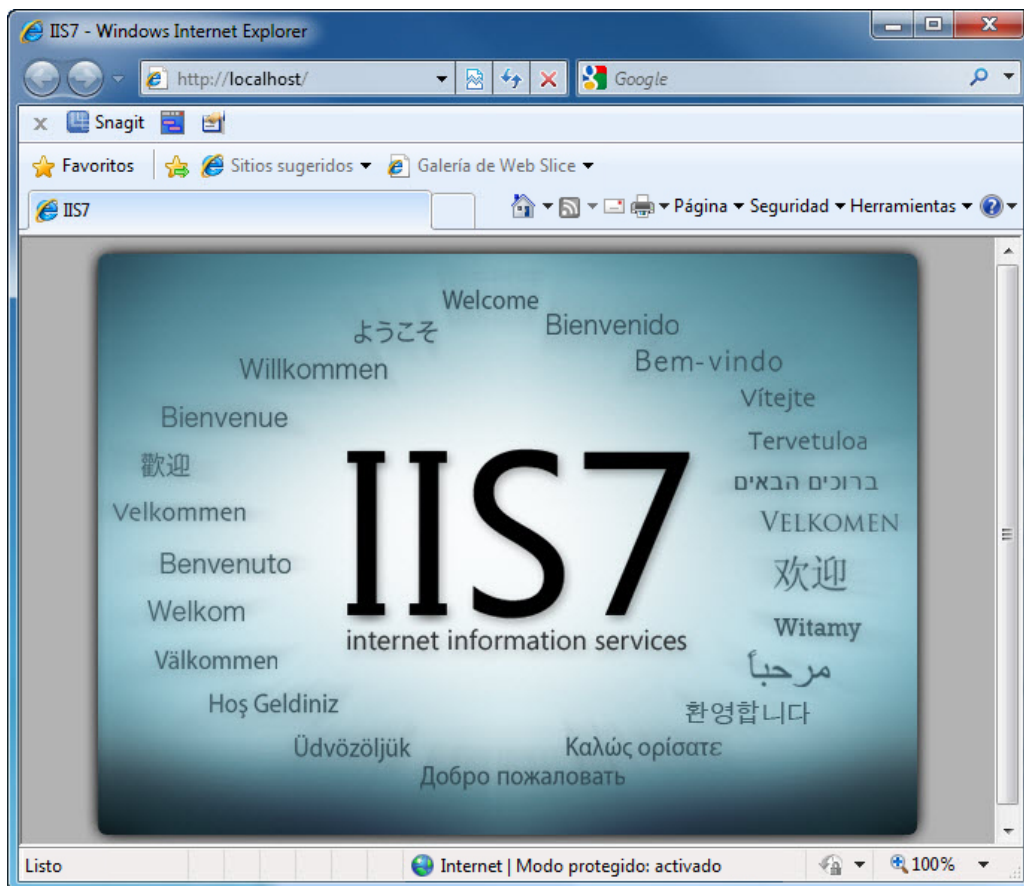 IIS7 - Windows Internet Explorer
http://localhost/
Google
Snagit
Favoritos
Sitios sugeridos
Galería de Web Slice
IIS7
Página
Seguridad
Herramientas
Welcome
ようこそ
Bienvenido
Willkommen
Bem-vindo
Bienvenue
Vítejte
歡迎
Tervetuloa
Velkommen
ברוכים הבאים
VELKOMEN
Benvenuto
欢迎
Welkom
Witamy
Välkommen
مرحباً
Hoş Geldiniz
환영합니다
Üdvözöljük
Καλώς ορίσατε
Добро пожаловать
IIS7
internet information services
Listo
Internet | Modo protegido: activado
100%